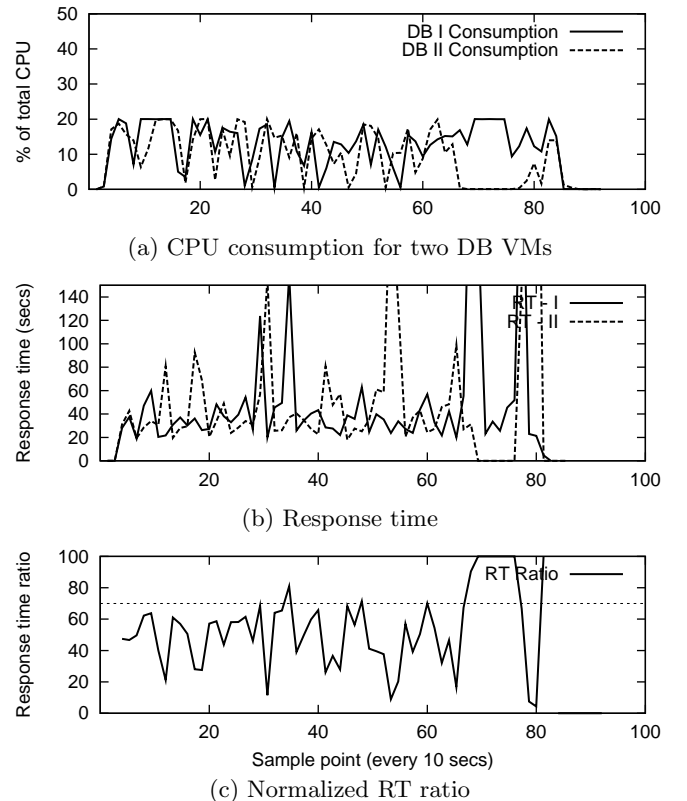 50
40
30
20
10
0
% of total CPU
DB I Consumption
DB II Consumption
20 40 60 80 100
(a) CPU consumption for two DB VMs
140
120
100
80
60
40
20
0
Response time (secs)
RT - I
RT - II
20 40 60 80 100
(b) Response time
100
80
60
40
20
0
Response time ratio
RT Ratio
20 40 60 80 100
Sample point (every 10 secs)
(c) Normalized RT ratio